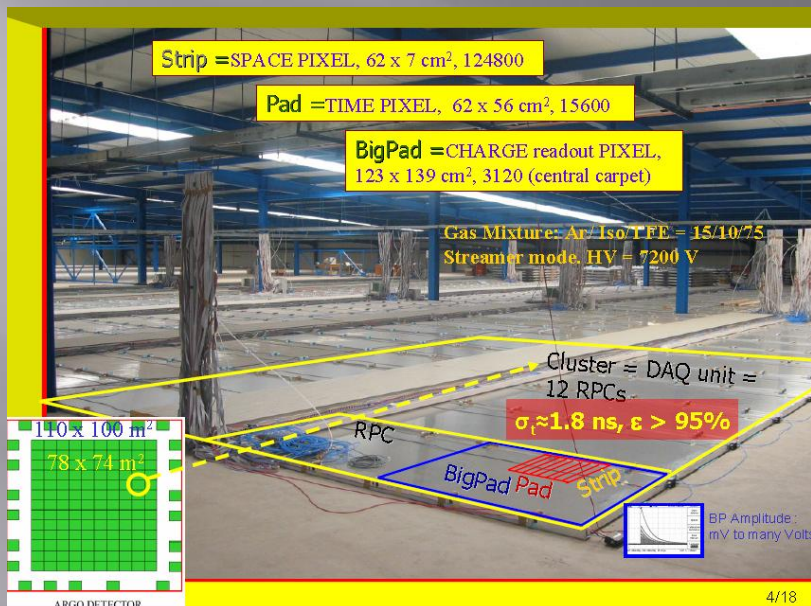 Strip =SPACE PIXEL, 62 x 7 cm², 124800
Pad =TIME PIXEL, 62 x 56 cm², 15600
BigPad =CHARGE readout PIXEL,
123 x 139 cm², 3120 (central carpet)
Gas Mixture: Ar/ Iso/TFE = 15/10/75
Streamer mode, HV = 7200 V
Cluster = DAQ unit =
12 RPCs
σt≈1.8 ns, ε > 95%
RPC
BigPad Pad Strip
110 x 100 m²
78 x 74 m²
BP Amplitude :
mV to many Volts
ARGO DETECTOR
4/18